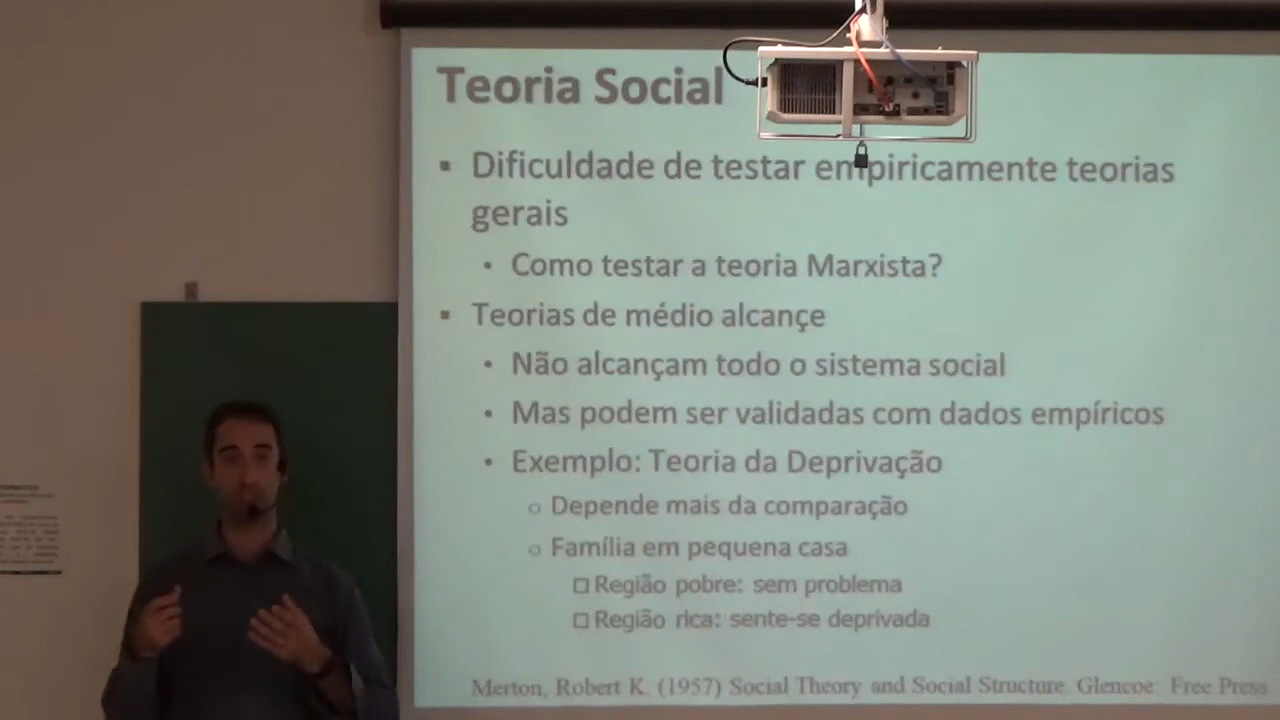 Teoria Social
▪ Dificuldade de testar empiricamente teorias
gerais
• Como testar a teoria Marxista?
▪ Teorias de médio alcançe
• Não alcançam todo o sistema social
• Mas podem ser validadas com dados empíricos
• Exemplo: Teoria da Deprivação
○ Depende mais da comparação
○ Família em pequena casa
□ Região pobre: sem problema
□ Região rica: sente-se deprivada
Merton, Robert K. (1957) Social Theory and Social Structure. Glencoe. Free Press